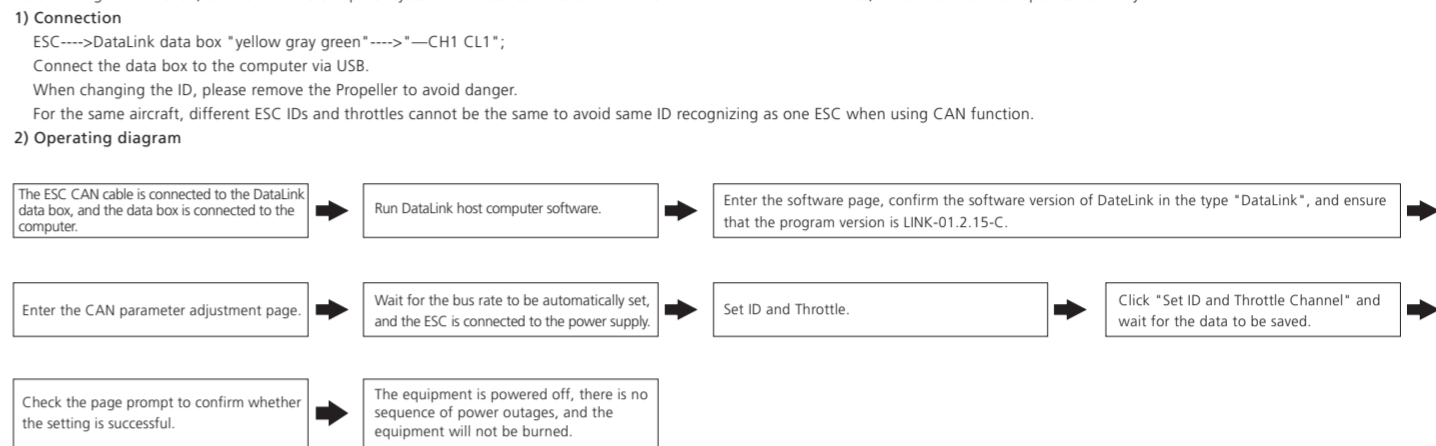 1) Connection
ESC---->DataLink data box "yellow gray green"---->"—CH1 CL1";
Connect the data box to the computer via USB.
When changing the ID, please remove the Propeller to avoid danger.
For the same aircraft, different ESC IDs and throttles cannot be the same to avoid same ID recognizing as one ESC when using CAN function.
2) Operating diagram
The ESC CAN cable is connected to the DataLink
data box, and the data box is connected to the
computer.
Run DataLink host computer software.
Enter the software page, confirm the software version of DateLink in the type "DataLink", and ensure
that the program version is LINK-01.2.15-C.
Enter the CAN parameter adjustment page.
Wait for the bus rate to be automatically set,
and the ESC is connected to the power supply.
Set ID and Throttle.
Click "Set ID and Throttle Channel" and
wait for the data to be saved.
Check the page prompt to confirm whether
the setting is successful.
The equipment is powered off, there is no
sequence of power outages, and the
equipment will not be burned.